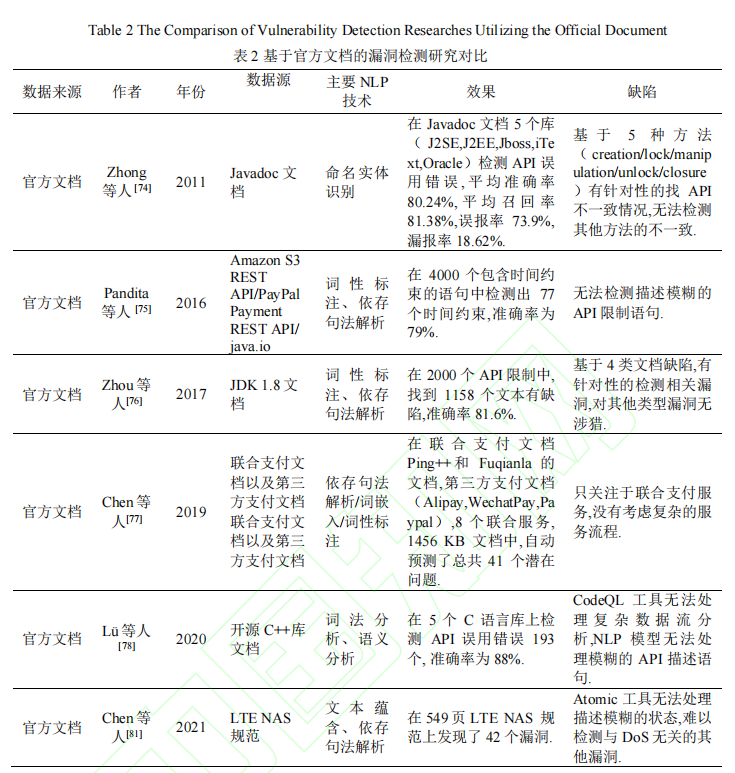 Table 2 The Comparison of Vulnerability Detection Researches Utilizing the Official Document
表 2 基于官方文档的漏洞检测研究对比
数据来源
作者
年份
数据源
主要 NLP
技术
效果
缺陷
官方文档
Zhong
等人[74]
2011
Javadoc 文
档
命名实体
识别
在 Javadoc 文档 5 个库
（ J2SE,J2EE,Jboss,iTe
xt,Oracle）检测 API 误
用错误,平均准确率
80.24%,平均召回率
81.38%,误报率 73.9%,
漏报率 18.62%.
基于 5 种方法
（ creation/lock/manip
ulation/unlock/closure
）有针对性的找 API
不一致情况,无法检测
其他方法的不一致.
官方文档
Pandita
等人 [75]
2016
Amazon S3
REST
API/PayPal
Payment
REST API/
java.io
词性标
注、依存
句法解析
在 4000 个包含时间约
束的语句中检测出 77
个时间约束,准确率为
79%.
无法检测描述模糊的
API 限制语句.
官方文档
Zhou 等
人[76]
2017
JDK 1.8 文
档
词性标
注、依存
句法解析
在 2000 个 API 限制中,
找到 1158 个文本有缺
陷,准确率 81.6%.
基于 4 类文档缺陷,有
针对性的检测相关漏
洞,对其他类型漏洞无
涉猎.
官方文档
Chen 等
人[77]
2019
联合支付文
档以及第三
方支付文档
联合支付文
档以及第三
方支付文档
依存句法
解析/词嵌
入/词性标
注
在联合支付文档
Ping++和 Fuqianla 的
文档,第三方支付文档
（Alipay,WechatPay,Pa
ypal）,8 个联合服务,
1456 KB 文档中,自动
预测了总共 41 个潜在
问题.
只关注于联合支付服
务,没有考虑复杂的服
务流程.
官方文档
Lü 等人
[78]
2020
开源 C++库
文档
词法分
析、语义
分析
在 5 个 C 语言库上检
测 API 误用错误 193
个, 准确率为 88%.
CodeQL 工具无法处
理复杂数据流分
析,NLP 模型无法处
理模糊的 API 描述语
句.
官方文档
Chen 等
人[81]
2021
LTE NAS
规范
文本蕴
含、依存
句法解析
在 549页 LTE NAS 规
范上发现了 42 个漏洞.
Atomic 工具无法处理
描述模糊的状态,难以
检测与 DoS 无关的其
他漏洞.